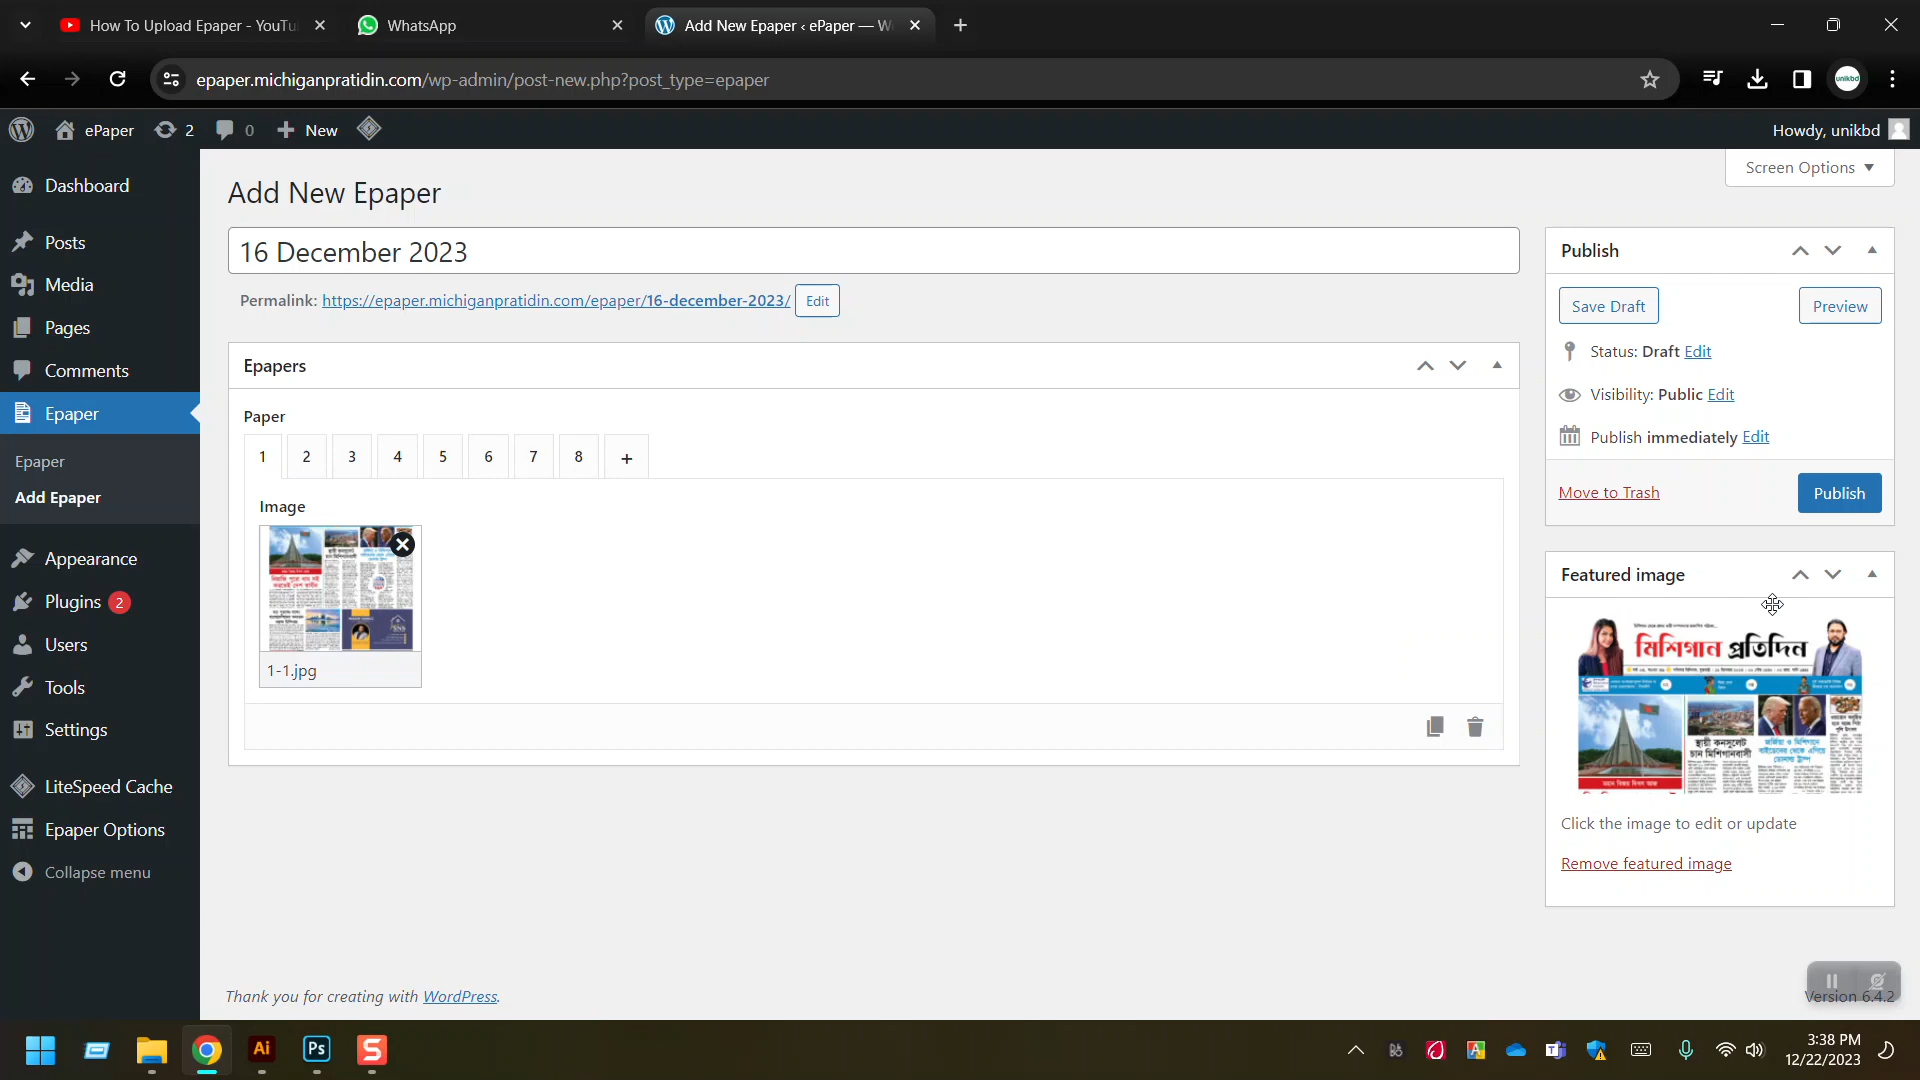 How To Upload Epaper - YouTu
WhatsApp
Add New Epaper ‹ ePaper — W
epaper.michiganpratidin.com/wp-admin/post-new.php?post_type=epaper
unikbd
ePaper
2
0
New
Howdy, unikbd
Screen Options
Dashboard
Posts
Media
Pages
Comments
Epaper
Epaper
Add Epaper
Appearance
Plugins 2
Users
Tools
Settings
LiteSpeed Cache
Epaper Options
Collapse menu
Add New Epaper
16 December 2023
Permalink: https://epaper.michiganpratidin.com/epaper/16-december-2023/ Edit
Epapers
Paper
1 2 3 4 5 6 7 8 +
Image
1-1.jpg
Publish
Save Draft
Preview
Status: Draft Edit
Visibility: Public Edit
Publish immediately Edit
Move to Trash
Publish
Featured image
মিশিগান প্রতিদিন
স্থায়ী কনস্যুলেট
চান মিশিগানবাসী
Click the image to edit or update
Remove featured image
Thank you for creating with WordPress.
Version 6.4.2
Ai
Ps
S
3:38 PM
12/22/2023